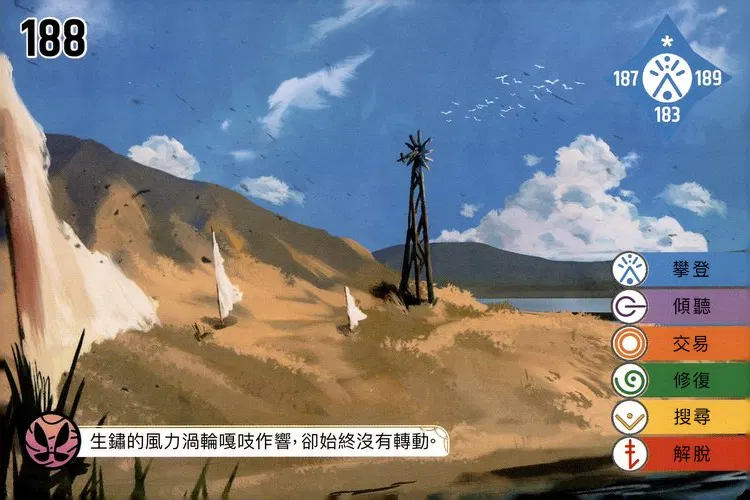 188
*
187 189
183
攀登
傾聽
交易
修復
搜尋
解脫
生鏽的風力渦輪嘎吱作響，卻始終沒有轉動。